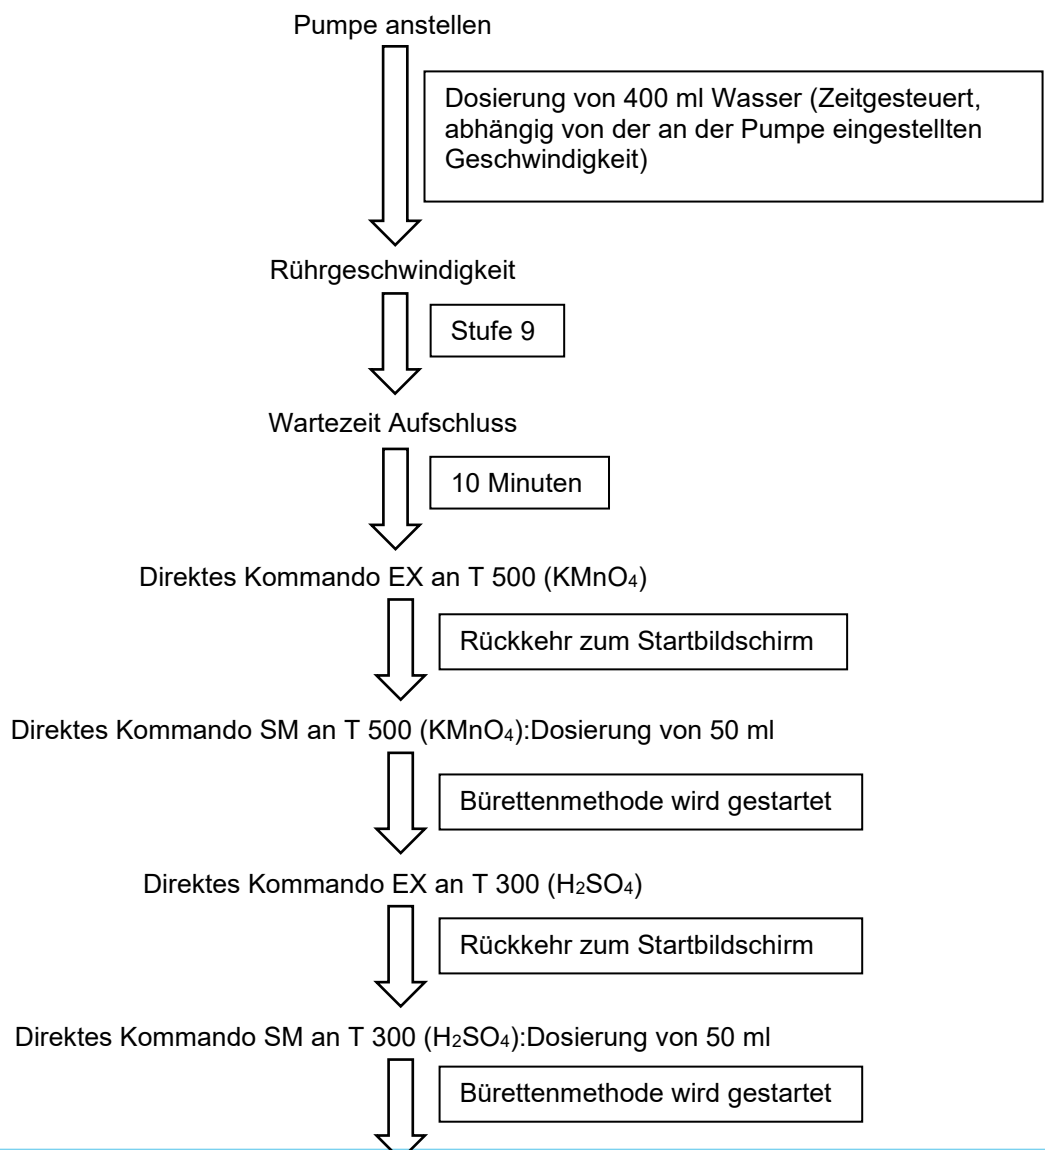 Pumpe anstellen
Dosierung von 400 ml Wasser (Zeitgesteuert,
abhängig von der an der Pumpe eingestellten
Geschwindigkeit)
Rührgeschwindigkeit
Stufe 9
Wartezeit Aufschluss
10 Minuten
Direktes Kommando EX an T 500 (KMnO₄)
Rückkehr zum Startbildschirm
Direktes Kommando SM an T 500 (KMnO₄):Dosierung von 50 ml
Bürettenmethode wird gestartet
Direktes Kommando EX an T 300 (H₂SO₄)
Rückkehr zum Startbildschirm
Direktes Kommando SM an T 300 (H₂SO₄):Dosierung von 50 ml
Bürettenmethode wird gestartet